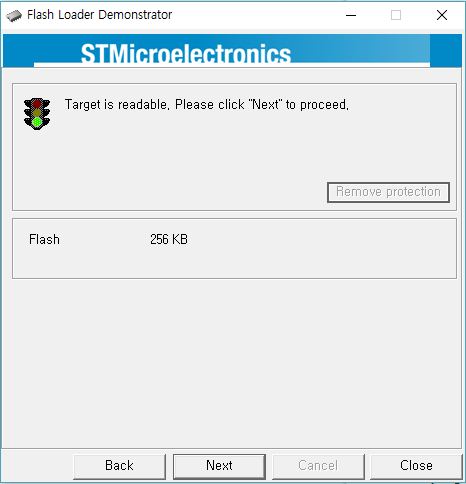 Flash Loader Demonstrator
STMicroelectronics
Target is readable. Please click "Next" to proceed.
Remove protection
Flash 256 KB
Back Next Cancel Close